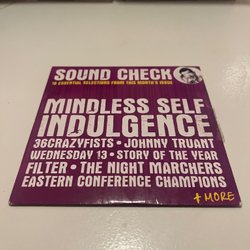 SOUND CHECK
15 ESSENTIAL SELECTIONS FROM THIS MONTH'S ISSUE
MINDLESS SELF
INDULGENCE
36CRAZYFISTS • JOHNNY TRUANT
WEDNESDAY 13 • STORY OF THE YEAR
FILTER • THE NIGHT MARCHERS
EASTERN CONFERENCE CHAMPIONS
+ MORE